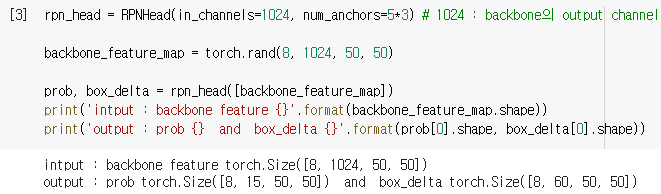 [3] rpn_head = RPNHead(in_channels=1024, num_anchors=5*3) # 1024 : backbone의 output channel
backbone_feature_map = torch.rand(8, 1024, 50, 50)
prob, box_delta = rpn_head([backbone_feature_map])
print('intput : backbone feature {}'.format(backbone_feature_map.shape))
print('output : prob {}  and  box_delta {}'.format(prob[0].shape, box_delta[0].shape))
intput : backbone feature torch.Size([8, 1024, 50, 50])
output : prob torch.Size([8, 15, 50, 50])  and  box_delta torch.Size([8, 60, 50, 50])